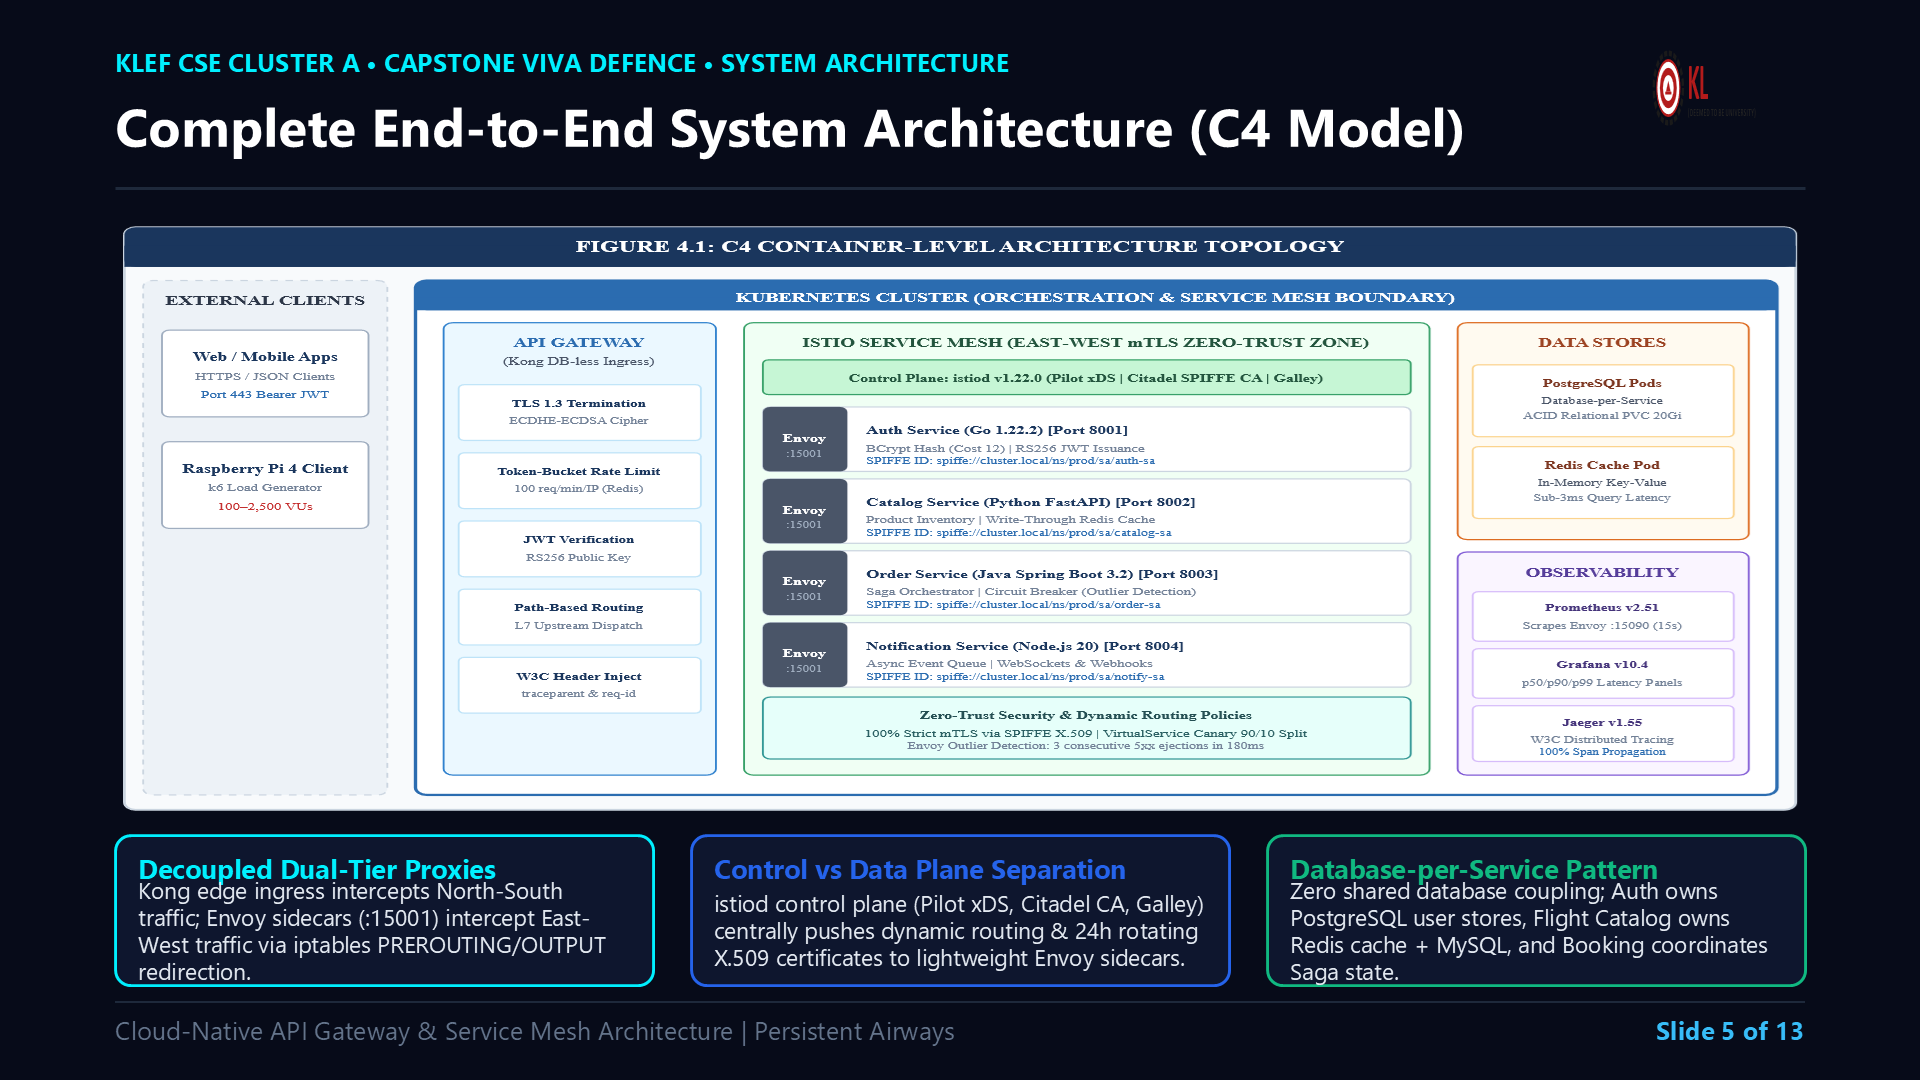 KLEF CSE CLUSTER A • CAPSTONE VIVA DEFENCE • SYSTEM ARCHITECTURE
KL
(DEEMED TO BE UNIVERSITY)
Complete End-to-End System Architecture (C4 Model)
FIGURE 4.1: C4 CONTAINER-LEVEL ARCHITECTURE TOPOLOGY
EXTERNAL CLIENTS
Web / Mobile Apps
HTTPS / JSON Clients
Port 443 Bearer JWT
Raspberry Pi 4 Client
k6 Load Generator
100–2,500 VUs
KUBERNETES CLUSTER (ORCHESTRATION & SERVICE MESH BOUNDARY)
API GATEWAY
(Kong DB-less Ingress)
TLS 1.3 Termination
ECDHE-ECDSA Cipher
Token-Bucket Rate Limit
100 req/min/IP (Redis)
JWT Verification
RS256 Public Key
Path-Based Routing
L7 Upstream Dispatch
W3C Header Inject
traceparent & req-id
ISTIO SERVICE MESH (EAST-WEST mTLS ZERO-TRUST ZONE)
Control Plane: istiod v1.22.0 (Pilot xDS | Citadel SPIFFE CA | Galley)
Envoy
:15001
Auth Service (Go 1.22.2) [Port 8001]
BCrypt Hash (Cost 12) | RS256 JWT Issuance
SPIFFE ID: spiffe://cluster.local/ns/prod/sa/auth-sa
Envoy
:15001
Catalog Service (Python FastAPI) [Port 8002]
Product Inventory | Write-Through Redis Cache
SPIFFE ID: spiffe://cluster.local/ns/prod/sa/catalog-sa
Envoy
:15001
Order Service (Java Spring Boot 3.2) [Port 8003]
Saga Orchestrator | Circuit Breaker (Outlier Detection)
SPIFFE ID: spiffe://cluster.local/ns/prod/sa/order-sa
Envoy
:15001
Notification Service (Node.js 20) [Port 8004]
Async Event Queue | WebSockets & Webhooks
SPIFFE ID: spiffe://cluster.local/ns/prod/sa/notify-sa
Zero-Trust Security & Dynamic Routing Policies
100% Strict mTLS via SPIFFE X.509 | VirtualService Canary 90/10 Split
Envoy Outlier Detection: 3 consecutive 5xx ejections in 180ms
DATA STORES
PostgreSQL Pods
Database-per-Service
ACID Relational PVC 20Gi
Redis Cache Pod
In-Memory Key-Value
Sub-3ms Query Latency
OBSERVABILITY
Prometheus v2.51
Scrapes Envoy :15090 (15s)
Grafana v10.4
p50/p90/p99 Latency Panels
Jaeger v1.55
W3C Distributed Tracing
100% Span Propagation
Decoupled Dual-Tier Proxies
Kong edge ingress intercepts North-South
traffic; Envoy sidecars (:15001) intercept East-
West traffic via iptables PREROUTING/OUTPUT
redirection.
Control vs Data Plane Separation
istiod control plane (Pilot xDS, Citadel CA, Galley)
centrally pushes dynamic routing & 24h rotating
X.509 certificates to lightweight Envoy sidecars.
Database-per-Service Pattern
Zero shared database coupling; Auth owns
PostgreSQL user stores, Flight Catalog owns
Redis cache + MySQL, and Booking coordinates
Saga state.
Cloud-Native API Gateway & Service Mesh Architecture | Persistent Airways
Slide 5 of 13